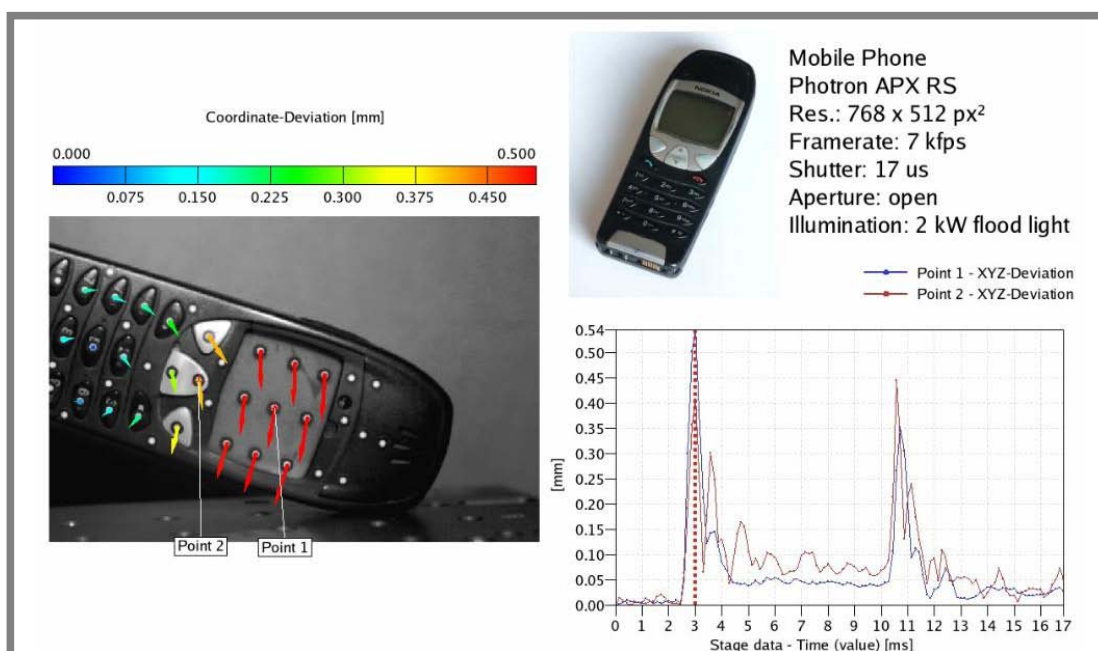 Coordinate-Deviation [mm]
0.000 0.500
0.075 0.150 0.225 0.300 0.375 0.450
Point 2
Point 1
NOKIA
Mobile Phone
Photron APX RS
Res.: 768 x 512 px²
Framerate: 7 kfps
Shutter: 17 us
Aperture: open
Illumination: 2 kW flood light
Point 1 - XYZ-Deviation
Point 2 - XYZ-Deviation
0.54
0.50
0.45
0.40
0.35
0.30
0.25
0.20
0.15
0.10
0.05
0.00
[mm]
0 1 2 3 4 5 6 7 8 9 10 11 12 13 14 15 16 17
Stage data - Time (value) [ms]